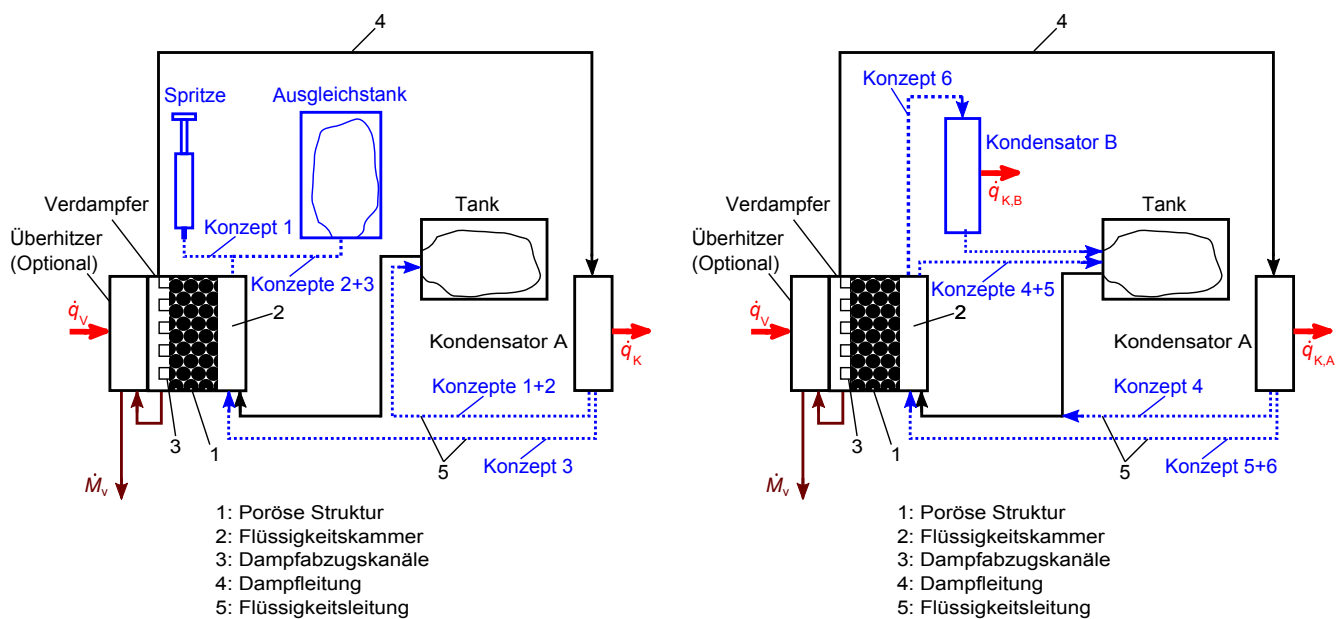 4
Spritze
Ausgleichstank
Verdampfer
Konzept 1
Tank
Überhitzer
(Optional)
Konzepte 2+3
2
q̇V
Kondensator A
q̇K
Konzepte 1+2
3
1
5
Konzept 3
Ṁv
1: Poröse Struktur
2: Flüssigkeitskammer
3: Dampfabzugskanäle
4: Dampfleitung
5: Flüssigkeitsleitung
4
Konzept 6
Kondensator B
q̇K,B
Verdampfer
Tank
Überhitzer
(Optional)
Konzepte 4+5
2
q̇V
Kondensator A
q̇K,A
Konzept 4
3
1
5
Konzept 5+6
Ṁv
1: Poröse Struktur
2: Flüssigkeitskammer
3: Dampfabzugskanäle
4: Dampfleitung
5: Flüssigkeitsleitung